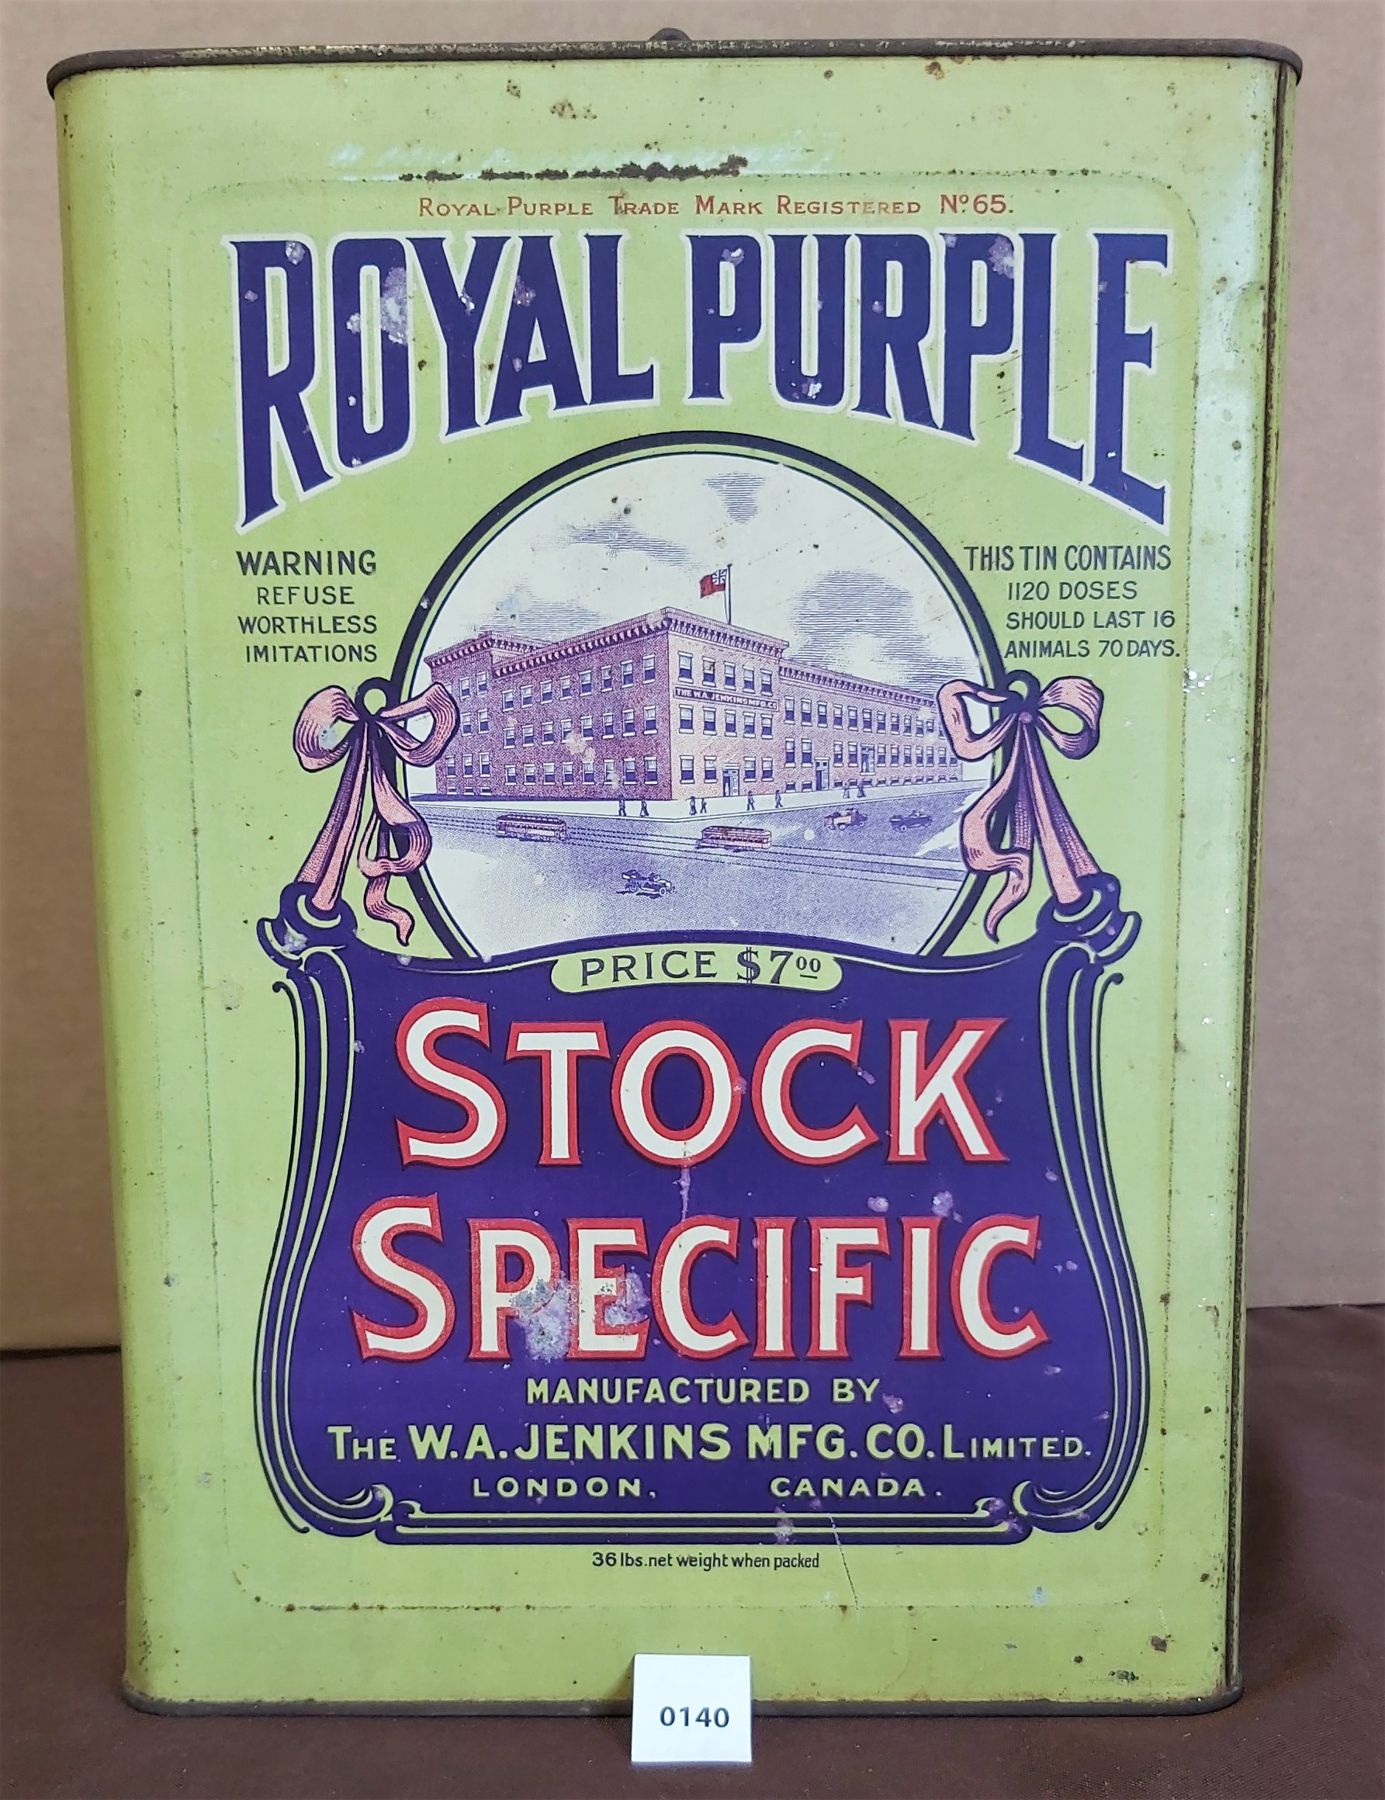 ROYAL PURPLE TRADE MARK REGISTERED Nº 65.
ROYAL PURPLE
WARNING
REFUSE
WORTHLESS
IMITATIONS
THIS TIN CONTAINS
1120 DOSES
SHOULD LAST 16
ANIMALS 70 DAYS.
THE W.A. JENKINS MFG. CO
PRICE $7.00
STOCK
SPECIFIC
MANUFACTURED BY
THE W.A. JENKINS MFG. CO. LIMITED.
LONDON, CANADA.
36 lbs. net weight when packed
0140